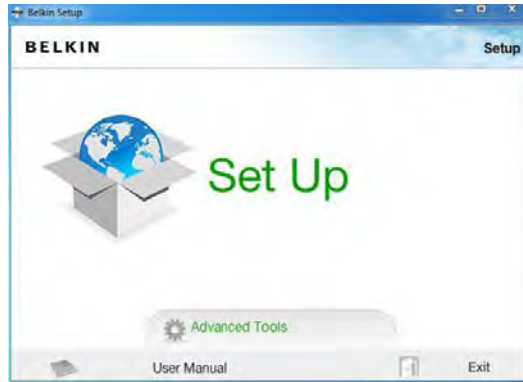 Belkin Setup
BELKIN
Setup
Set Up
Advanced Tools
User Manual
Exit